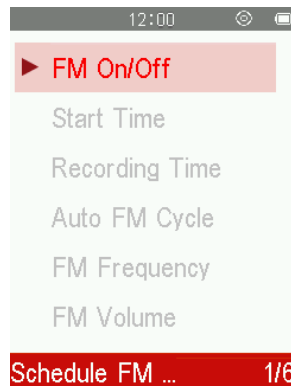 12:00
FM On/Off
Start Time
Recording Time
Auto FM Cycle
FM Frequency
FM Volume
Schedule FM ... 1/6